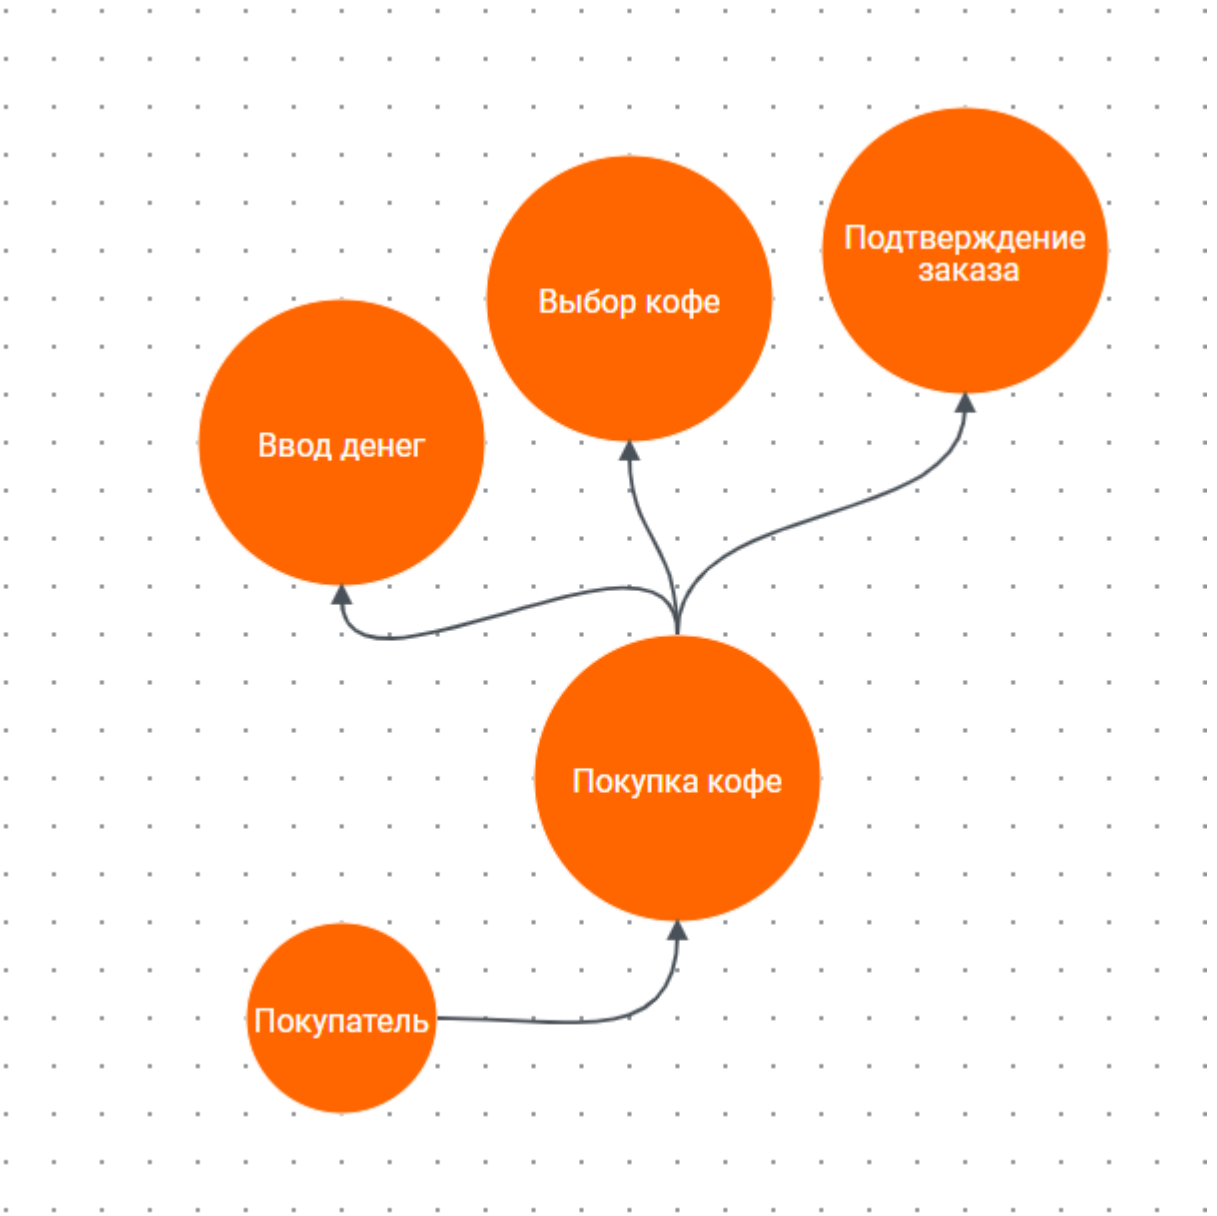 Подтверждение
заказа
Выбор кофе
Ввод денег
Покупка кофе
Покупатель